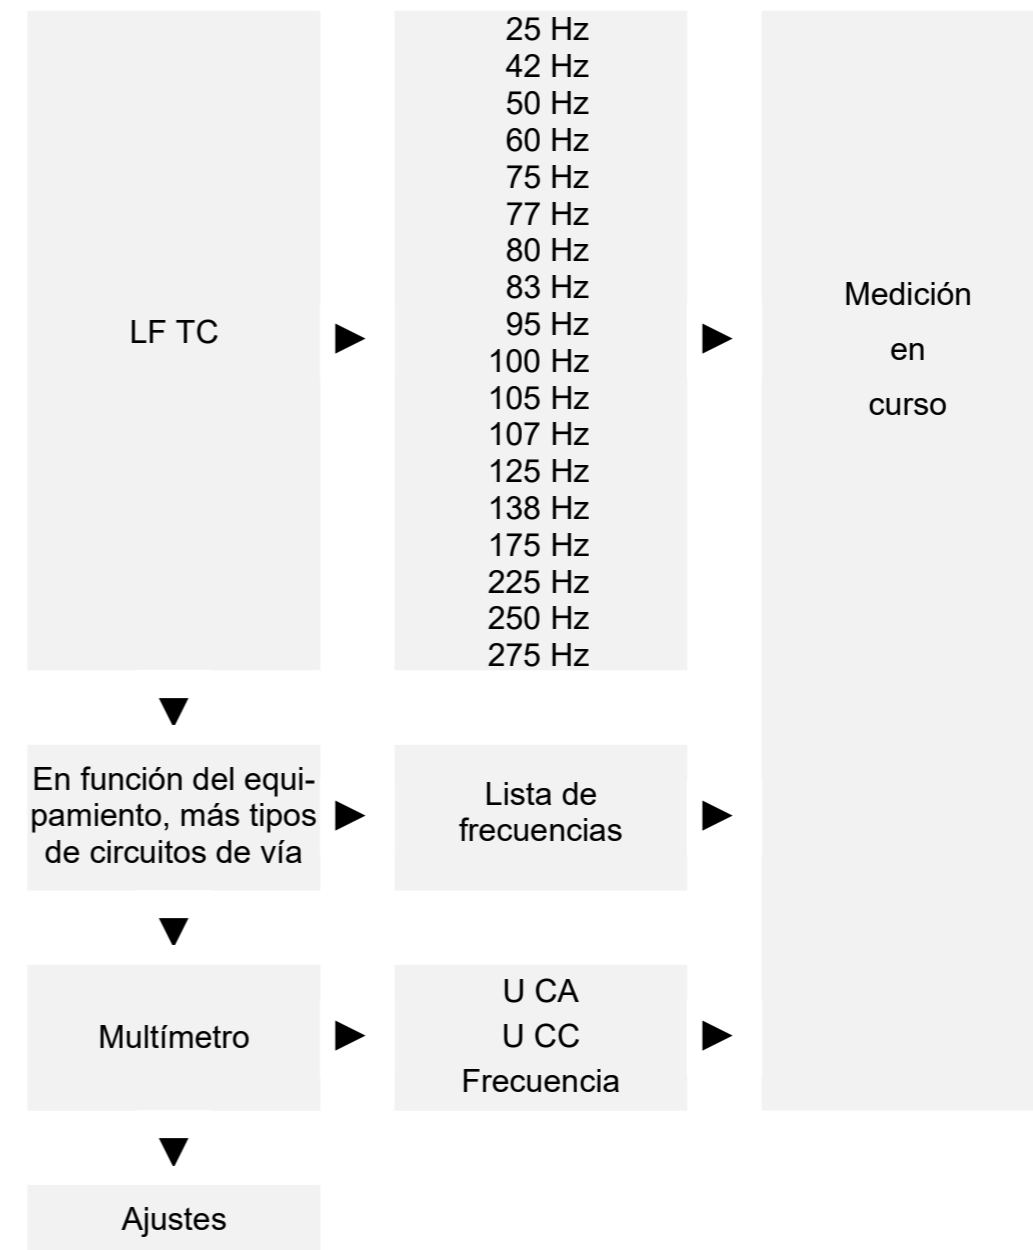 LF TC
25 Hz
42 Hz
50 Hz
60 Hz
75 Hz
77 Hz
80 Hz
83 Hz
95 Hz
100 Hz
105 Hz
107 Hz
125 Hz
138 Hz
175 Hz
225 Hz
250 Hz
275 Hz
Medición
en
curso
En función del equi-
pamiento, más tipos
de circuitos de vía
Lista de
frecuencias
Multímetro
U CA
U CC
Frecuencia
Ajustes